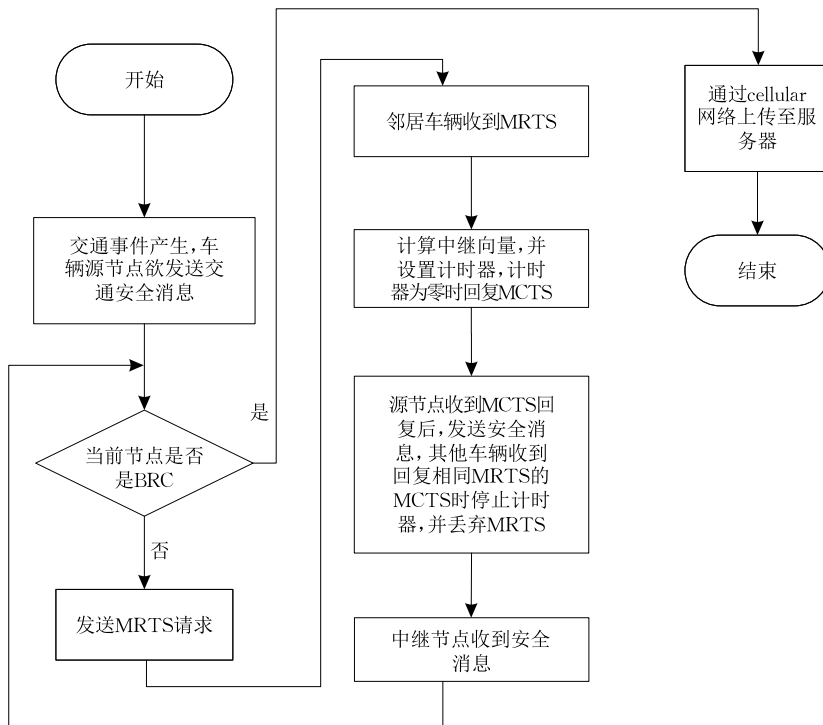 开始
交通事件产生,车
辆源节点欲发送交
通安全消息
是
当前节点是否
是BRC
否
发送MRTS请求
邻居车辆收到MRTS
计算中继向量,并
设置计时器,计时
器为零时回复MCTS
源节点收到MCTS回
复后,发送安全消
息,其他车辆收到
回复相同MRTS的
MCTS时停止计时
器,并丢弃MRTS
中继节点收到安全
消息
通过cellular
网络上传至服
务器
结束